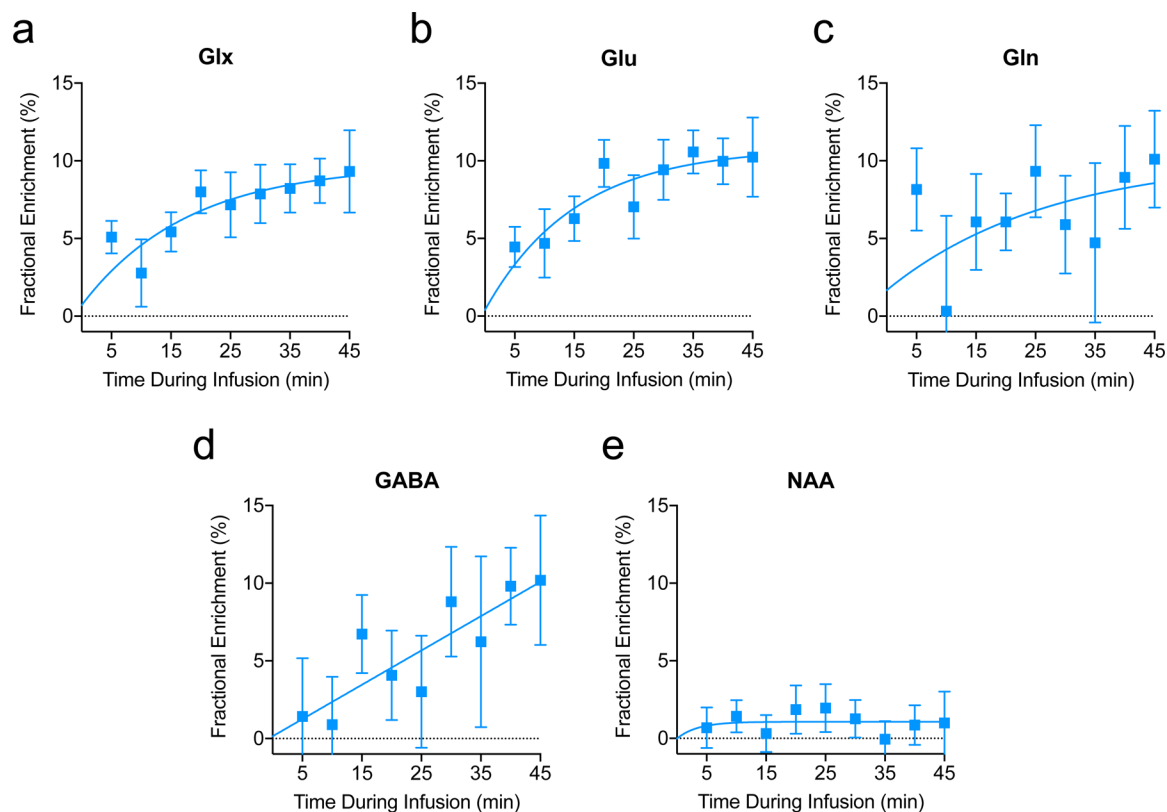 a
Glx
Fractional Enrichment (%)
15
10
5
0
5 15 25 35 45
Time During Infusion (min)
b
Glu
Fractional Enrichment (%)
15
10
5
0
5 15 25 35 45
Time During Infusion (min)
c
Gln
Fractional Enrichment (%)
15
10
5
0
5 15 25 35 45
Time During Infusion (min)
d
GABA
Fractional Enrichment (%)
15
10
5
0
5 15 25 35 45
Time During Infusion (min)
e
NAA
Fractional Enrichment (%)
15
10
5
0
5 15 25 35 45
Time During Infusion (min)